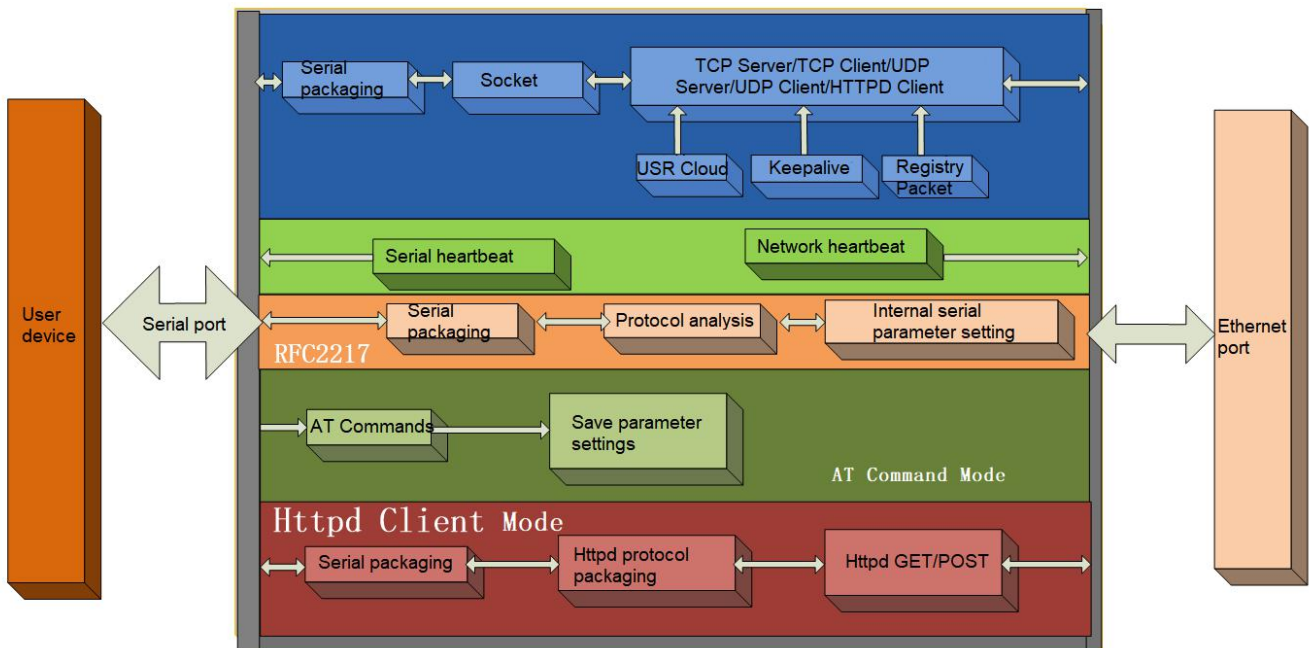 Serial
packaging
Socket
TCP Server/TCP Client/UDP
Server/UDP Client/HTTPD Client
USR Cloud
Keepalive
Registry
Packet
Serial heartbeat
Network heartbeat
User
device
Serial port
Serial
packaging
Protocol analysis
Internal serial
parameter setting
RFC2217
Ethernet
port
AT Commands
Save parameter
settings
AT Command Mode
Httpd Client Mode
Serial packaging
Httpd protocol
packaging
Httpd GET/POST